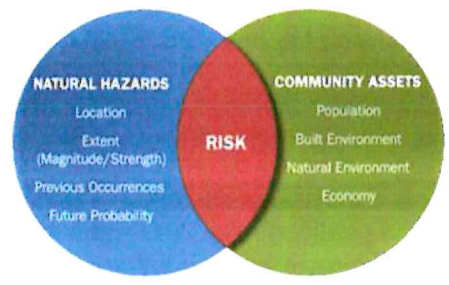 NATURAL HAZARDS
Location
Extent
(Magnitude/Strength)
Previous Occurrences
Future Probability
RISK
COMMUNITY ASSETS
Population
Built Environment
Natural Environment
Economy